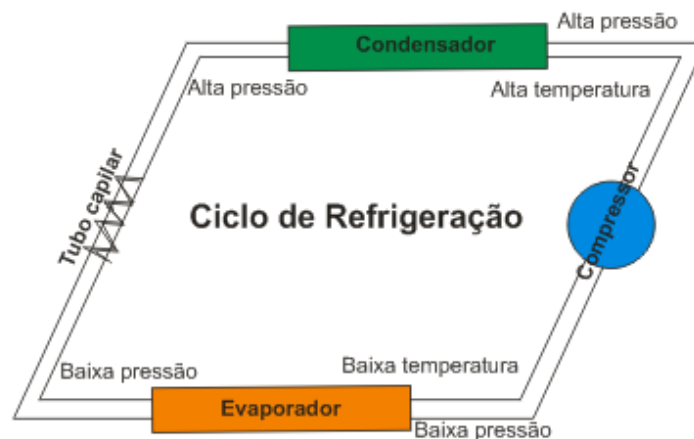 Alta pressão
Condensador
Alta pressão
Alta temperatura
Tubo capilar
Ciclo de Refrigeração
Compressor
Baixa pressão
Baixa temperatura
Evaporador
Baixa pressão